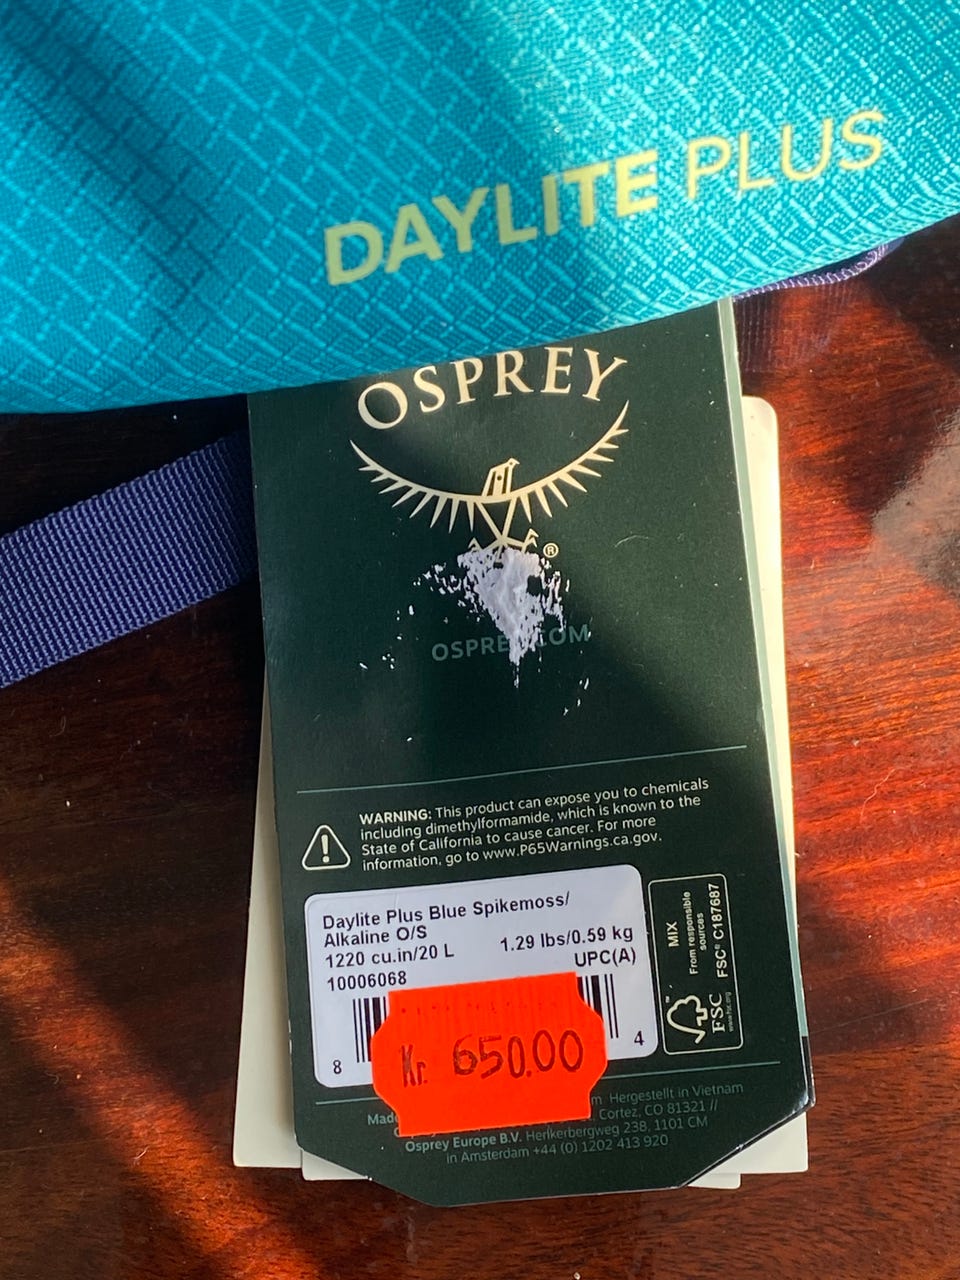 DAYLITE PLUS
OSPREY
®
WARNING: This product can expose you to chemicals
including dimethylformamide, which is known to the
State of California to cause cancer. For more
information, go to www.P65Warnings.ca.gov.
Daylite Plus Blue Spikemoss/
Alkaline O/S
1220 cu.in/20 L 1.29 lbs/0.59 kg
10006068 UPC(A)
8 4
Kr. 650.00
MIX
From responsible
sources
FSC® C187687
FSC
™
www.fsc.org
Hergestellt in Vietnam
Cortez, CO 81321 //
Osprey Europe B.V. Herikerbergweg 238, 1101 CM
in Amsterdam +44 (0) 1202 413 920